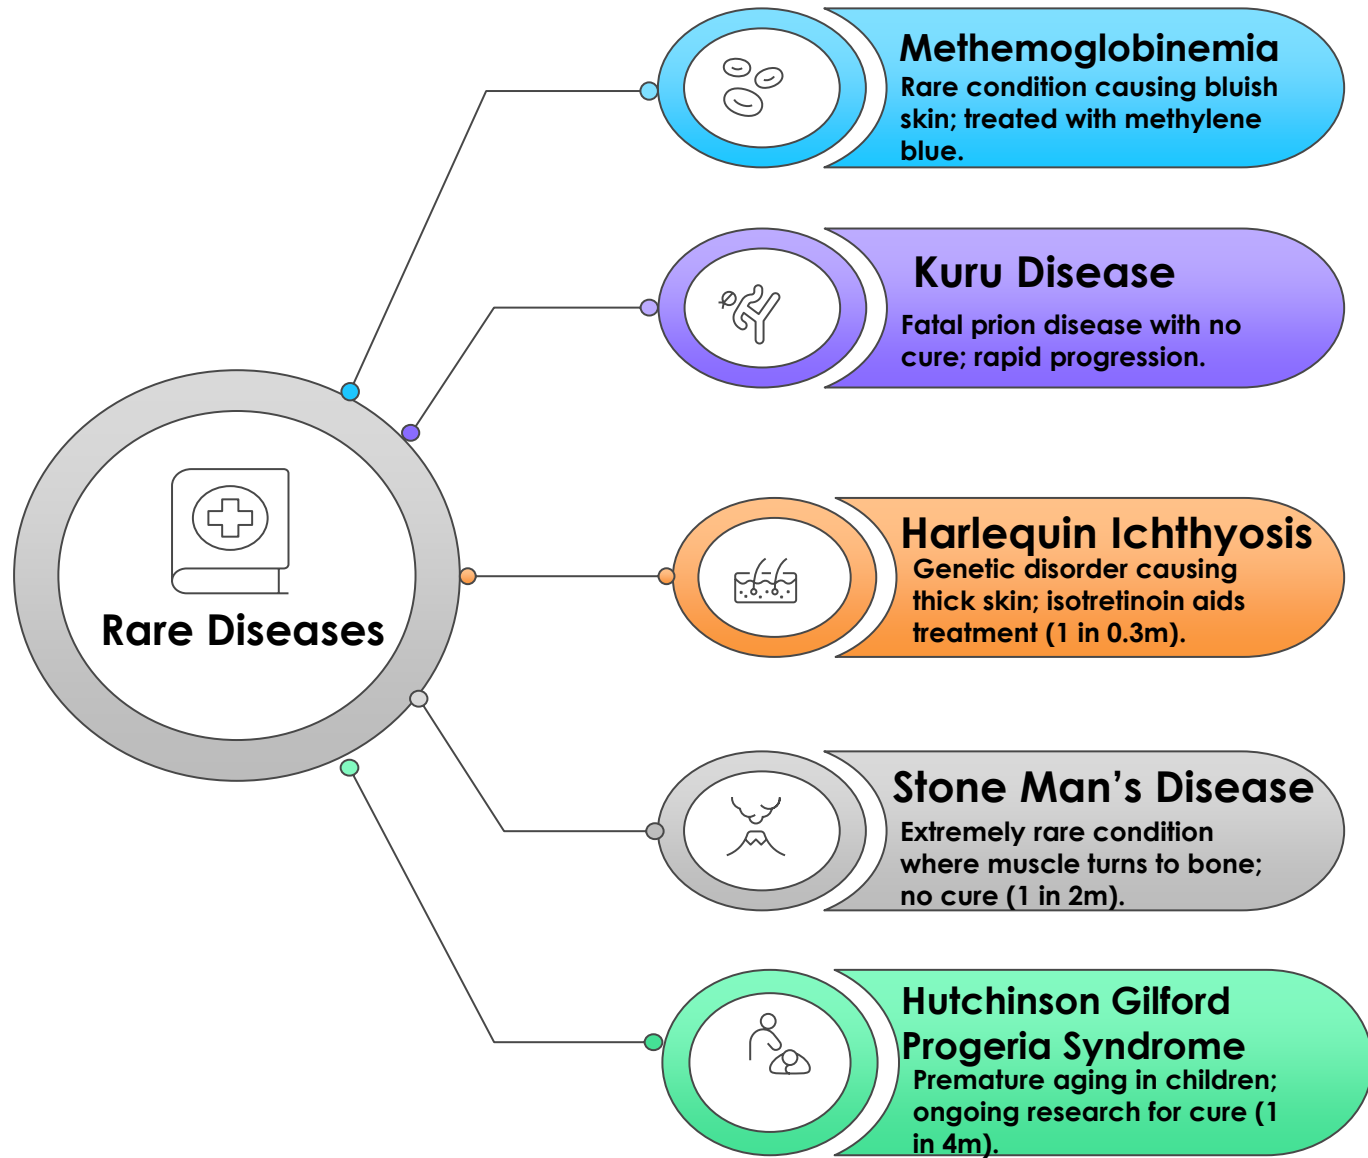 Methemoglobinemia
Rare condition causing bluish
skin; treated with methylene
blue.
Kuru Disease
Fatal prion disease with no
cure; rapid progression.
Rare Diseases
Harlequin Ichthyosis
Genetic disorder causing
thick skin; isotretinoin aids
treatment (1 in 0.3m).
Stone Man’s Disease
Extremely rare condition
where muscle turns to bone;
no cure (1 in 2m).
Hutchinson Gilford
Progeria Syndrome
Premature aging in children;
ongoing research for cure (1
in 4m).